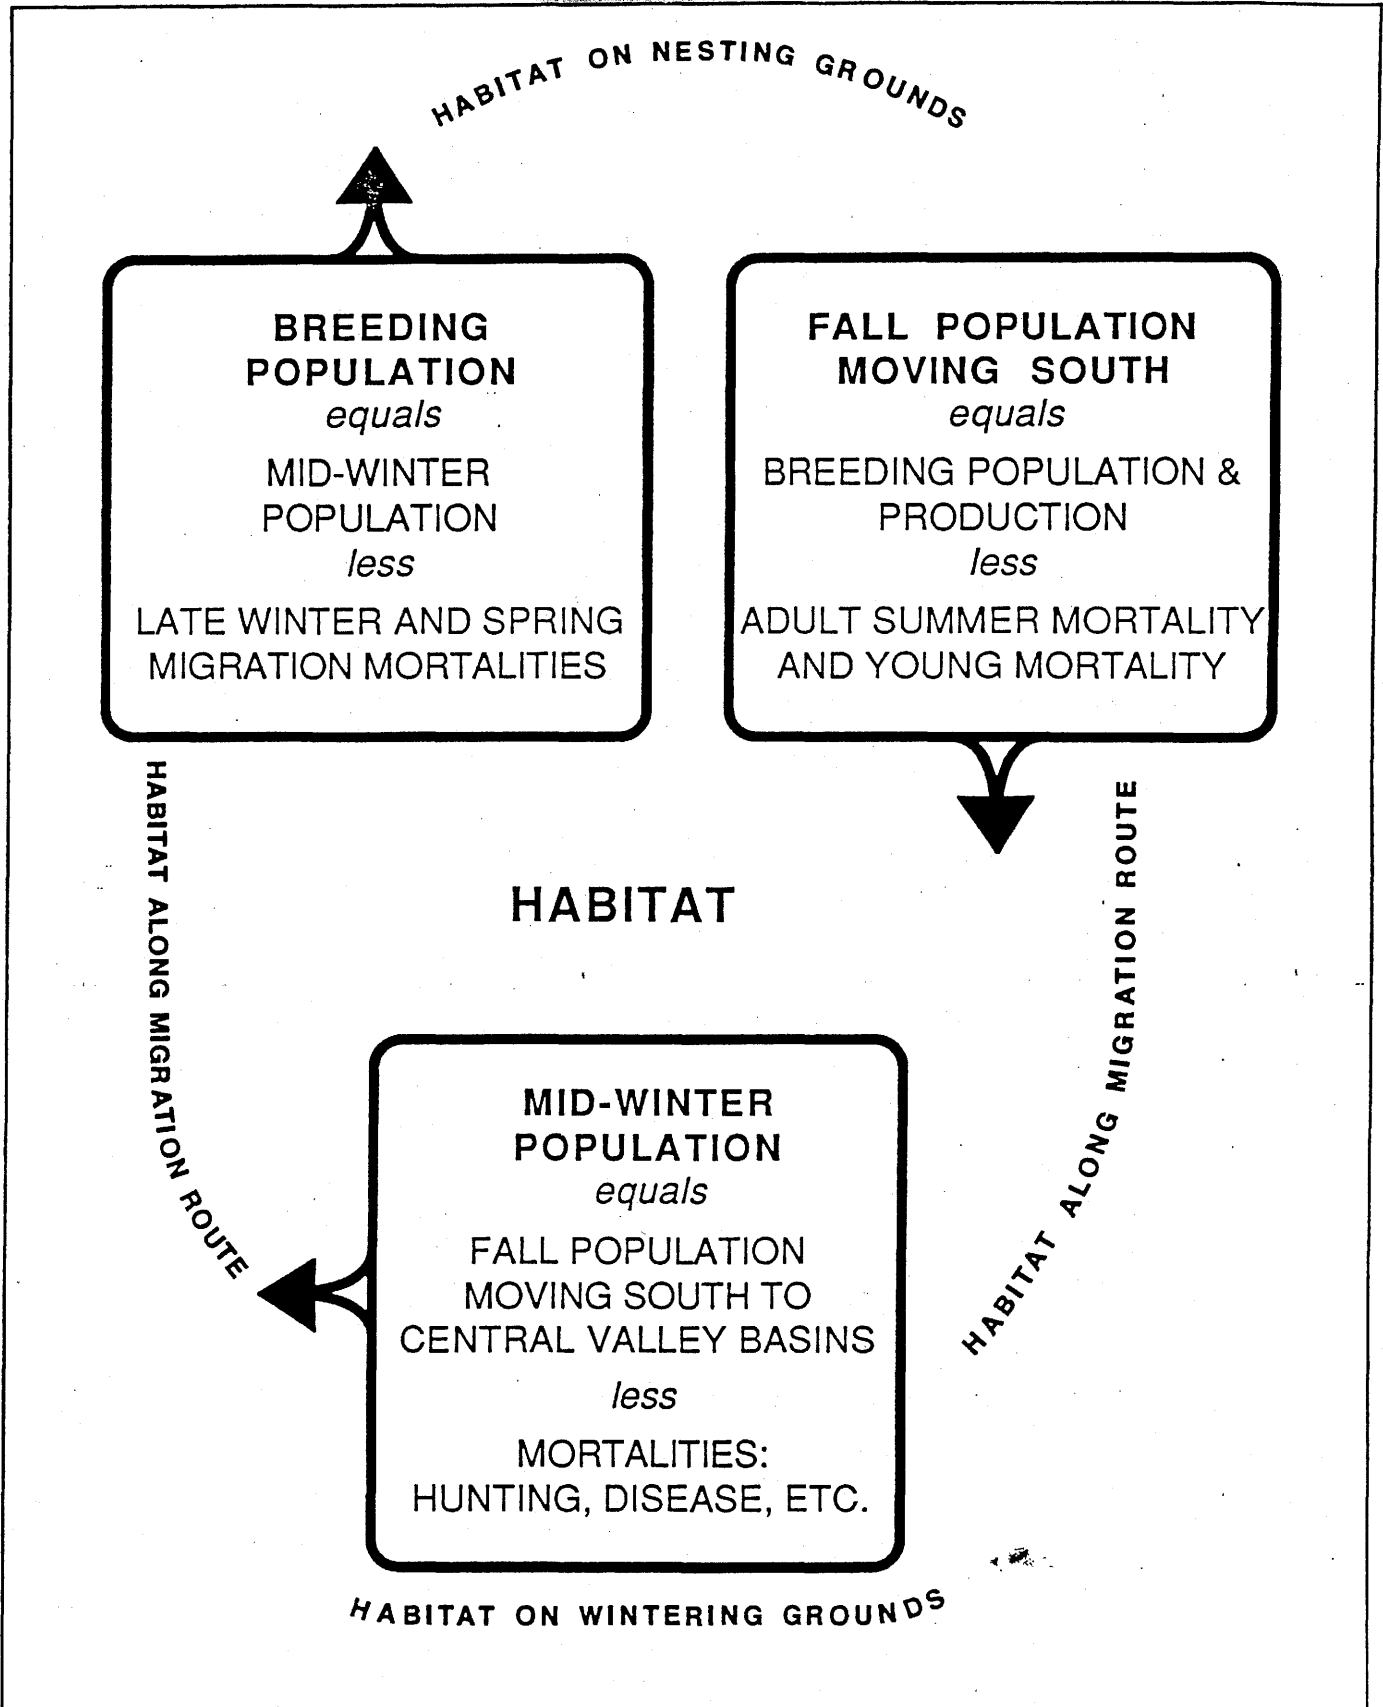 HABITAT ON NESTING GROUNDS
BREEDING
POPULATION
equals
MID-WINTER
POPULATION
less
LATE WINTER AND SPRING
MIGRATION MORTALITIES
FALL POPULATION
MOVING SOUTH
equals
BREEDING POPULATION &
PRODUCTION
less
ADULT SUMMER MORTALITY
AND YOUNG MORTALITY
HABITAT ALONG MIGRATION ROUTE
HABITAT
HABITAT ALONG MIGRATION ROUTE
MID-WINTER
POPULATION
equals
FALL POPULATION
MOVING SOUTH TO
CENTRAL VALLEY BASINS
less
MORTALITIES:
HUNTING, DISEASE, ETC.
HABITAT ON WINTERING GROUNDS